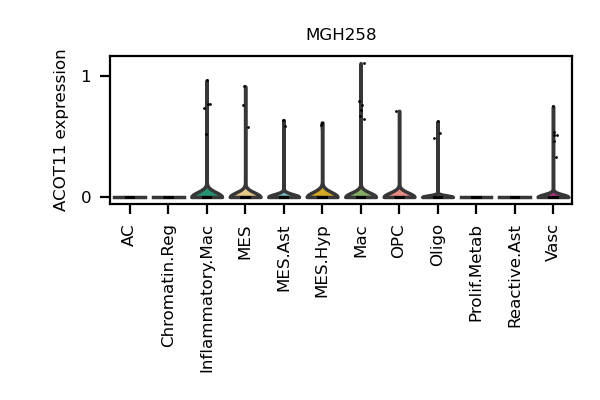 MGH258
ACOT11 expression
1
0
AC
Chromatin.Reg
Inflammatory.Mac
MES
MES.Ast
MES.Hyp
Mac
OPC
Oligo
Prolif.Metab
Reactive.Ast
Vasc